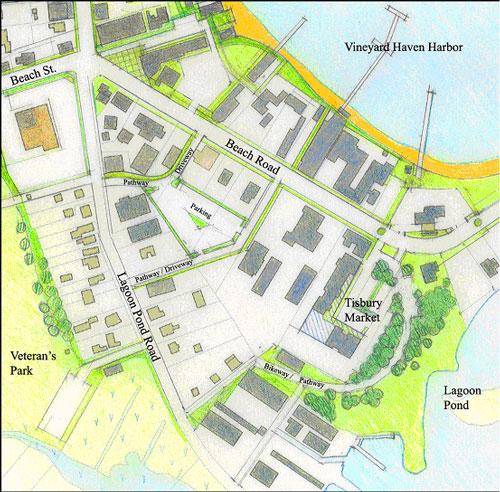 Vineyard Haven Harbor
Beach St.
Beach Road
Driveway
Pathway
Parking
Pathway / Driveway
Lagoon Pond Road
Tisbury
Market
Veteran's
Park
Bikeway / Pathway
Lagoon
Pond